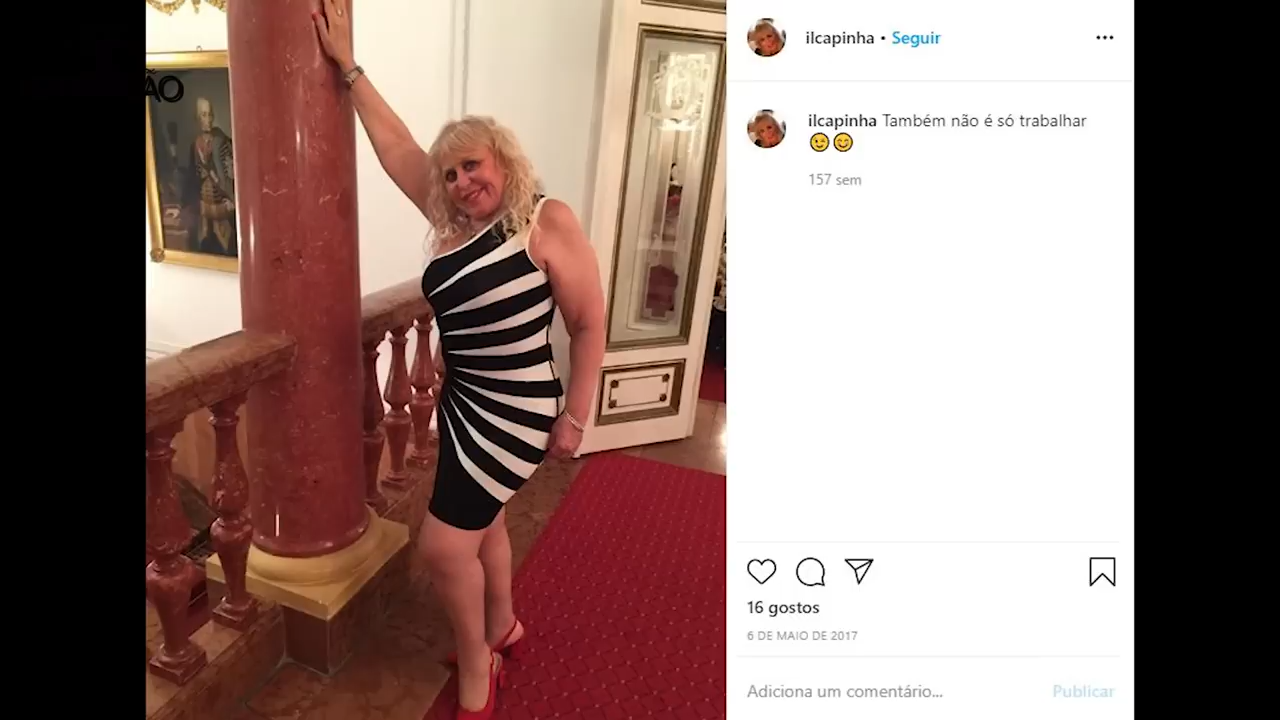 ÃO
ilcapinha • Seguir
ilcapinha Também não é só trabalhar
😉😊
157 sem
16 gostos
6 DE MAIO DE 2017
Adiciona um comentário... Publicar